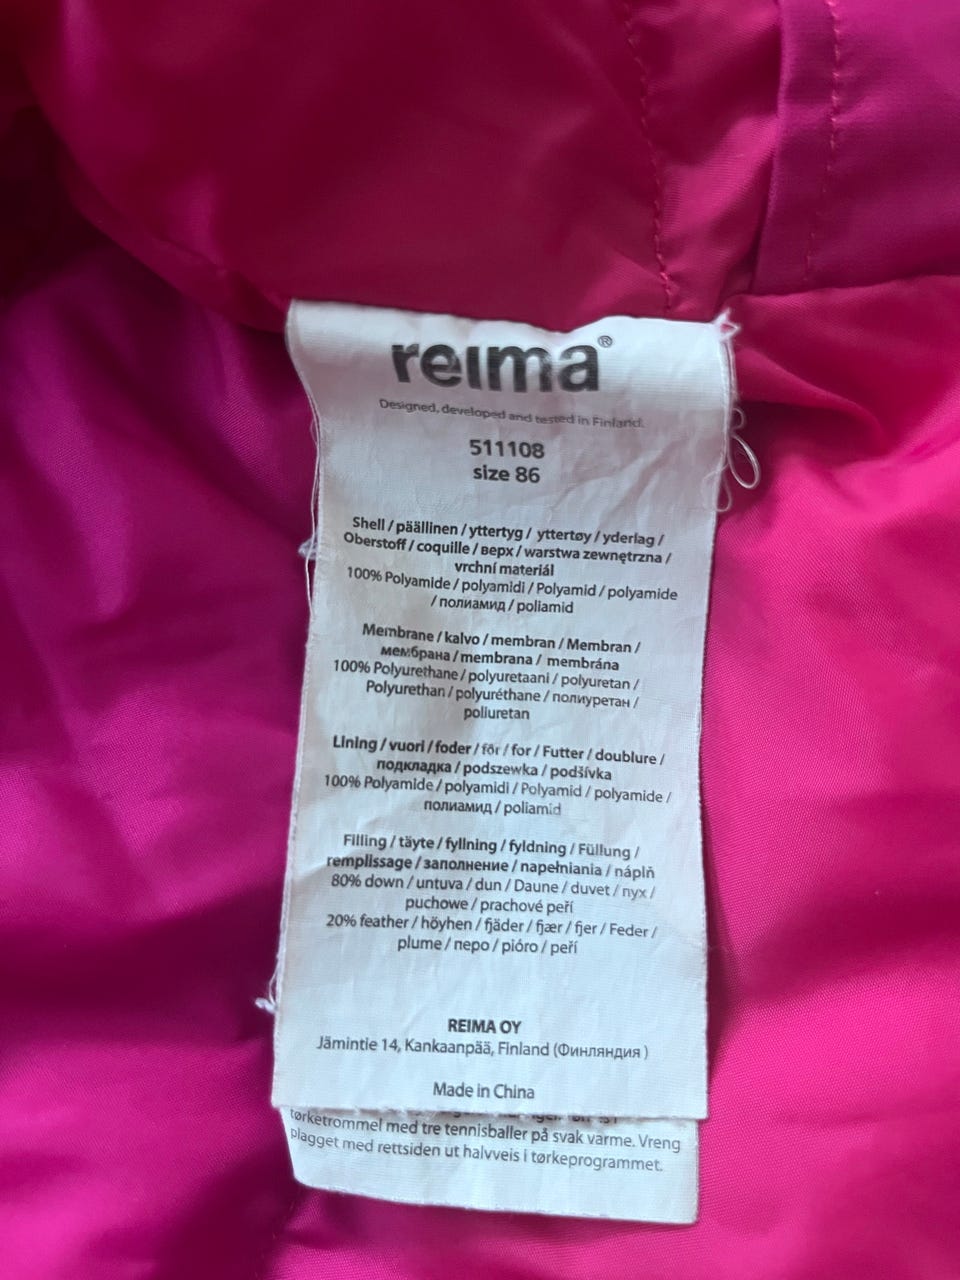 reima®
Designed, developed and tested in Finland.
511108
size 86
Shell / päällinen / yttertyg / yttertøy / yderlag /
Oberstoff / coquille / верх / warstwa zewnętrzna /
vrchní materiál
100% Polyamide / polyamidi / Polyamid / polyamide
/ полиамид / poliamid
Membrane / kalvo / membran / Membran /
мембрана / membrana / membrána
100% Polyurethane / polyuretaani / polyuretan /
Polyurethan / polyuréthane / полиуретан /
poliuretan
Lining / vuori / foder / fôr / for / Futter / doublure /
подкладка / podszewka / podšívka
100% Polyamide / polyamidi / Polyamid / polyamide /
полиамид / poliamid
Filling / täyte / fyllning / fyldning / Füllung /
remplissage / заполнение / napełniania / náplň
80% down / untuva / dun / Daune / duvet / пух /
puchowe / prachové peří
20% feather / höyhen / fjäder / fjær / fjer / Feder /
plume / перо / pióro / peří
REIMA OY
Jämintie 14, Kankaanpää, Finland (Финляндия )
Made in China
tørketrommel med tre tennisballer på svak varme. Vreng
plagget med rettsiden ut halvveis i tørkeprogrammet.